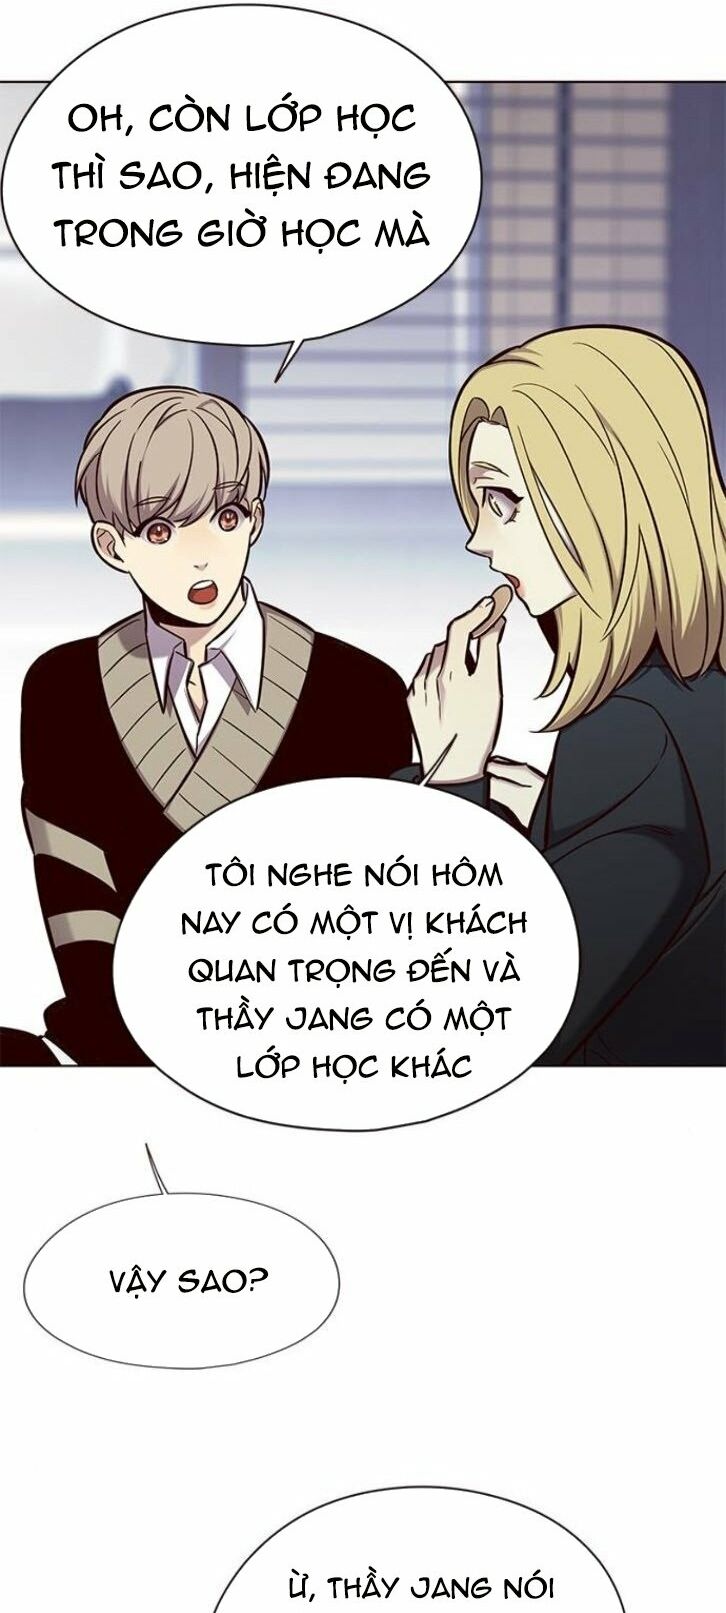 OH, CÒN LỚP HỌC
THÌ SAO, HIỆN ĐANG
TRONG GIỜ HỌC MÀ
TÔI NGHE NÓI HÔM
NAY CÓ MỘT VỊ KHÁCH
QUAN TRỌNG ĐẾN VÀ
THẦY JANG CÓ MỘT
LỚP HỌC KHÁC
VẬY SAO?
Ừ, THẦY JANG NÓI